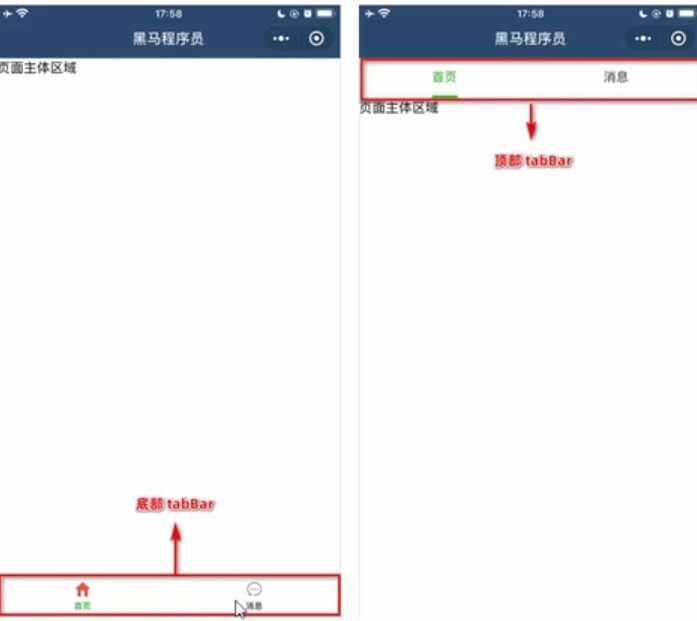 17:58
黑马程序员
页面主体区域
底部 tabBar
首页
消息
17:58
黑马程序员
首页
消息
页面主体区域
顶部 tabBar